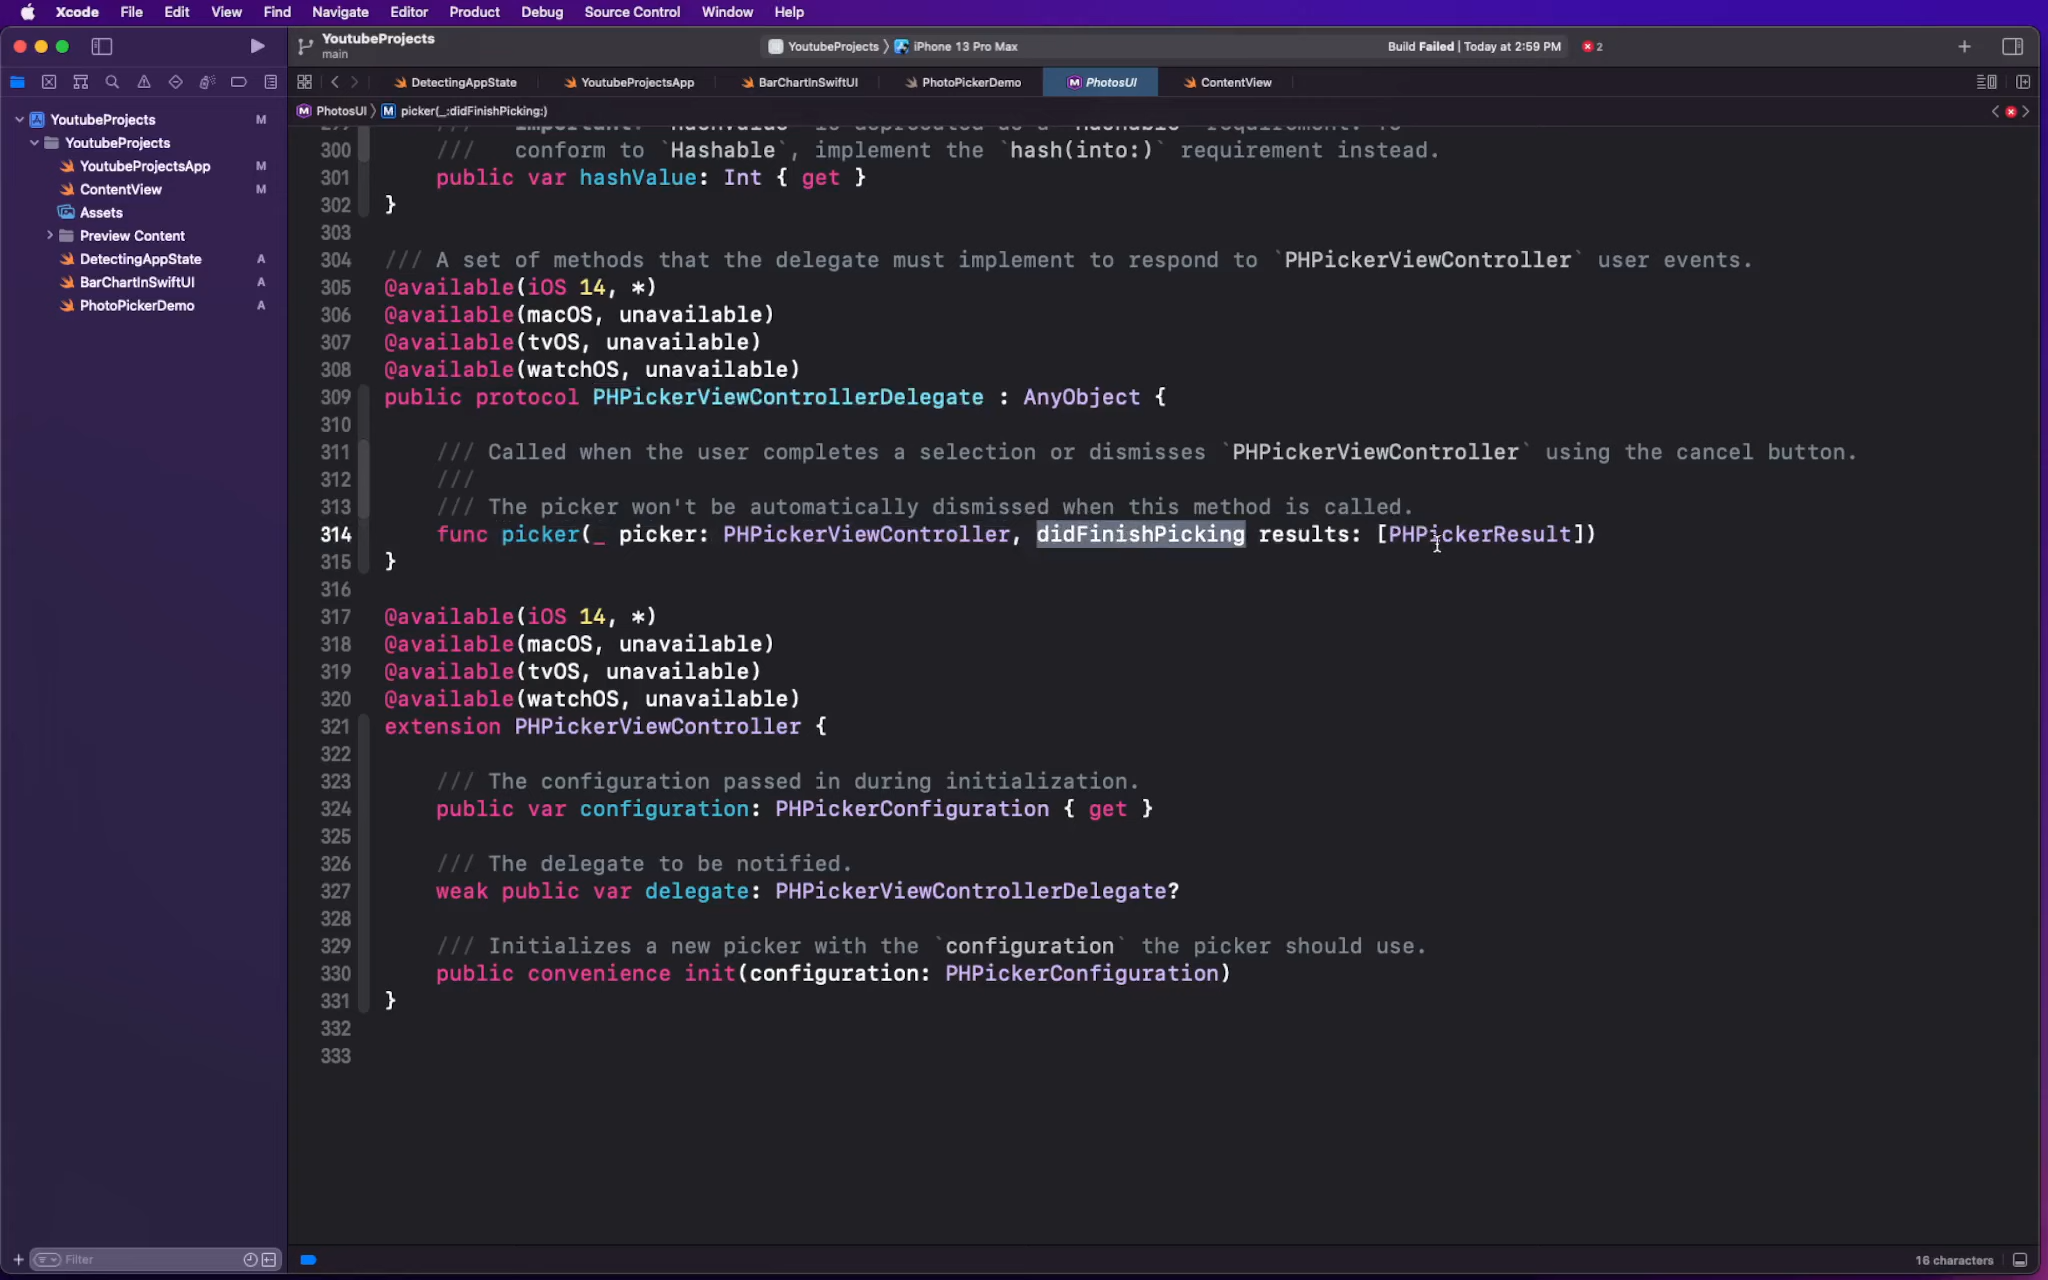 Xcode File Edit View Find Navigate Editor Product Debug Source Control Window Help
YoutubeProjects
main
YoutubeProjects 〉 iPhone 13 Pro Max
Build Failed | Today at 2:59 PM
2
DetectingAppState YoutubeProjectsApp BarChartInSwiftUI PhotoPickerDemo PhotosUI ContentView
PhotosUI 〉 M picker(_:didFinishPicking:)
YoutubeProjects M
YoutubeProjects
YoutubeProjectsApp M
ContentView M
Assets
Preview Content
DetectingAppState A
BarChartInSwiftUI A
PhotoPickerDemo A
300 ///   conform to `Hashable`, implement the `hash(into:)` requirement instead.
301 public var hashValue: Int { get }
302 }
303
304 /// A set of methods that the delegate must implement to respond to `PHPickerViewController` user events.
305 @available(iOS 14, *)
306 @available(macOS, unavailable)
307 @available(tvOS, unavailable)
308 @available(watchOS, unavailable)
309 public protocol PHPickerViewControllerDelegate : AnyObject {
310
311 /// Called when the user completes a selection or dismisses `PHPickerViewController` using the cancel button.
312 ///
313 /// The picker won't be automatically dismissed when this method is called.
314 func picker(_ picker: PHPickerViewController, didFinishPicking results: [PHPickerResult])
315 }
316
317 @available(iOS 14, *)
318 @available(macOS, unavailable)
319 @available(tvOS, unavailable)
320 @available(watchOS, unavailable)
321 extension PHPickerViewController {
322
323 /// The configuration passed in during initialization.
324 public var configuration: PHPickerConfiguration { get }
325
326 /// The delegate to be notified.
327 weak public var delegate: PHPickerViewControllerDelegate?
328
329 /// Initializes a new picker with the `configuration` the picker should use.
330 public convenience init(configuration: PHPickerConfiguration)
331 }
332
333
Filter
16 characters